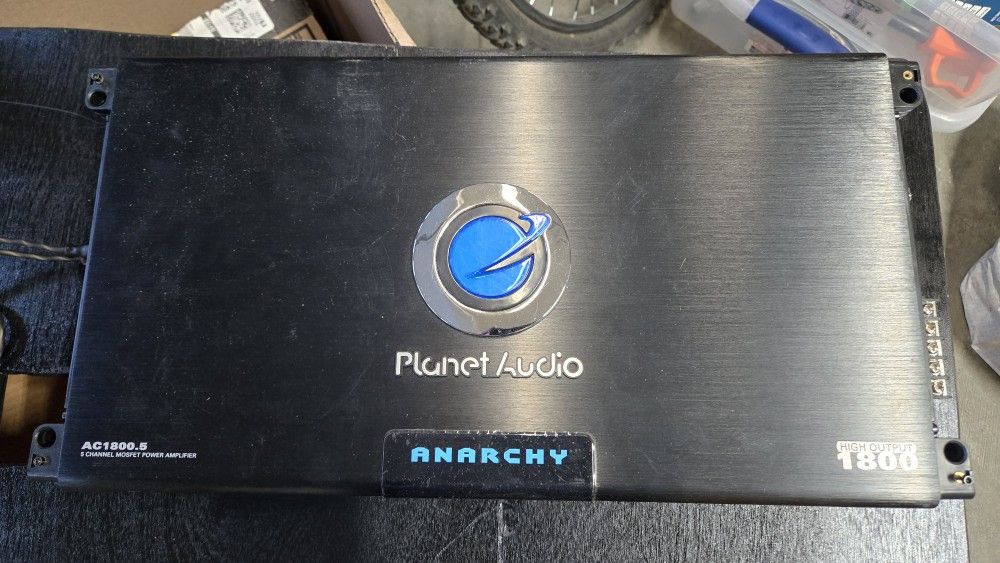 Planet Audio
AC1800.5
5 CHANNEL MOSFET POWER AMPLIFIER
ANARCHY
HIGH OUTPUT
1800